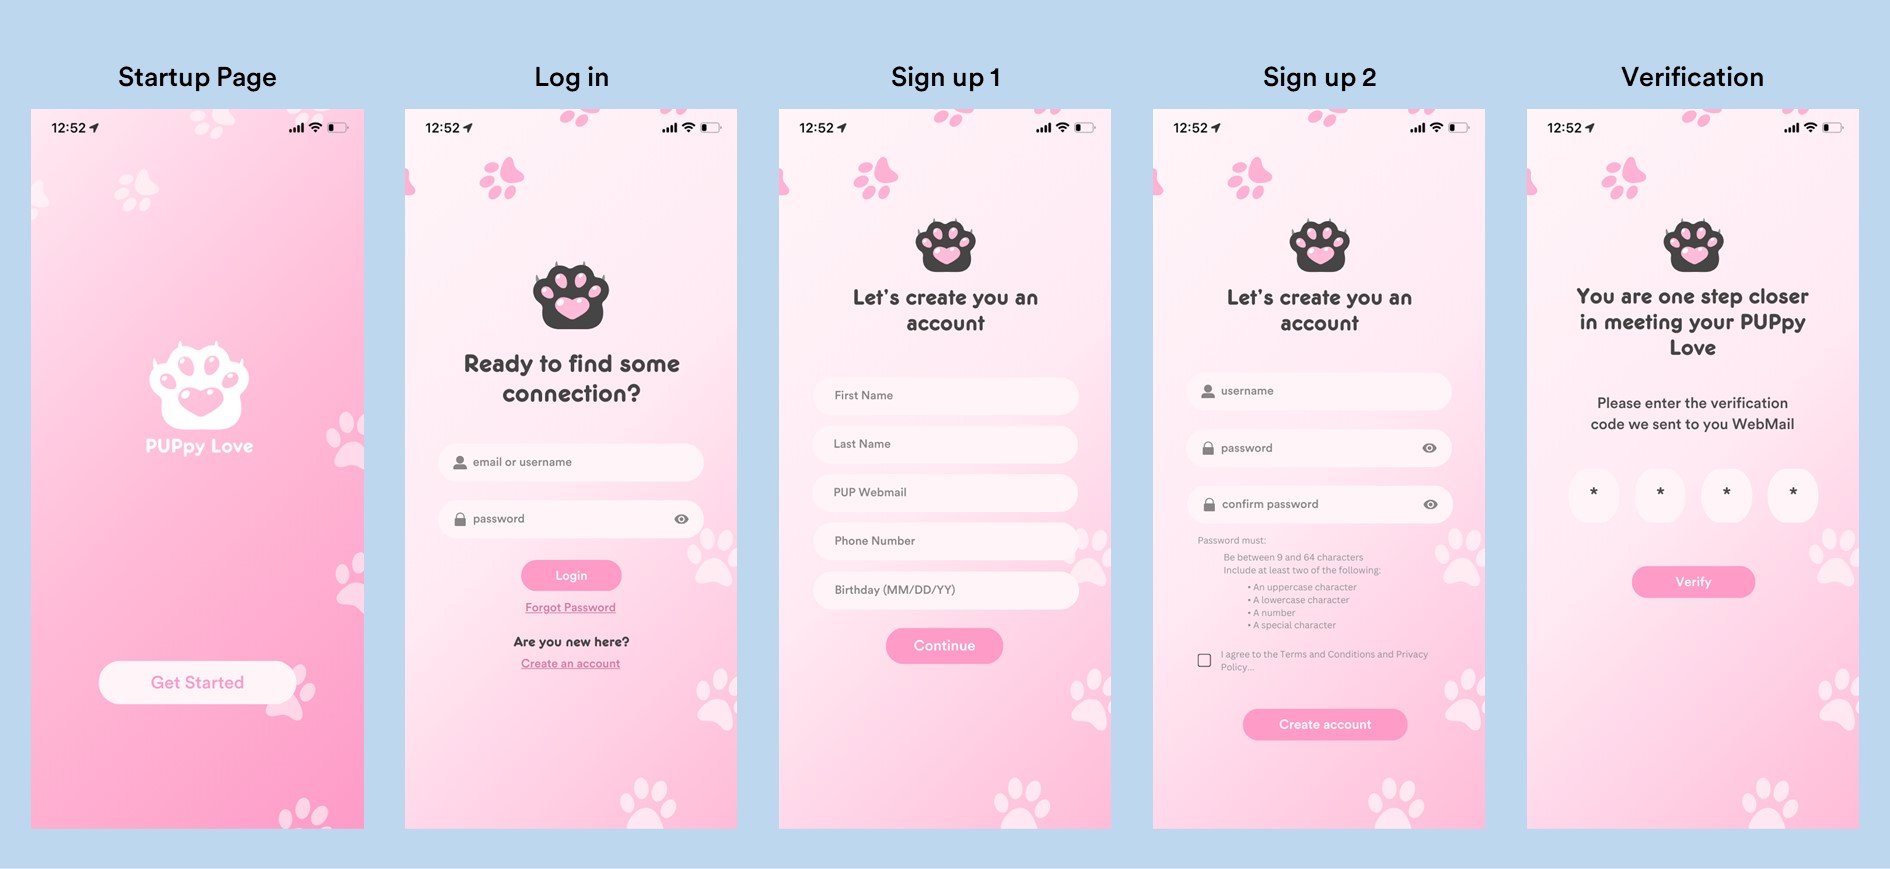 Startup Page
12:52
PUPpy Love
Get Started
Log in
12:52
Ready to find some
connection?
email or username
password
Login
Forgot Password
Are you new here?
Create an account
Sign up 1
12:52
Let's create you an
account
First Name
Last Name
PUP Webmail
Phone Number
Birthday (MM/DD/YY)
Continue
Sign up 2
12:52
Let's create you an
account
username
password
confirm password
Password must:
Be between 9 and 64 characters
Include at least two of the following:
• An uppercase character
• A lowercase character
• A number
• A special character
I agree to the Terms and Conditions and Privacy
Policy...
Create account
Verification
12:52
You are one step closer
in meeting your PUPpy
Love
Please enter the verification
code we sent to you WebMail
* * * *
Verify